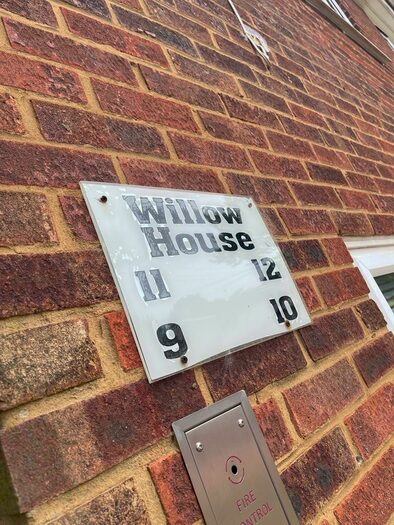 Willow
House
11 12
9 10
FIRE
CONTROL